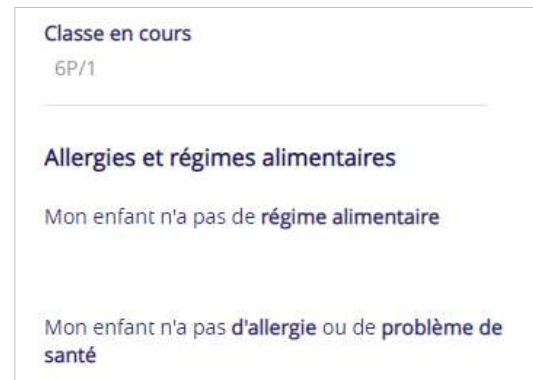 Classe en cours
6P/1
Allergies et régimes alimentaires
Mon enfant n'a pas de régime alimentaire
Mon enfant n'a pas d'allergie ou de problème de
santé